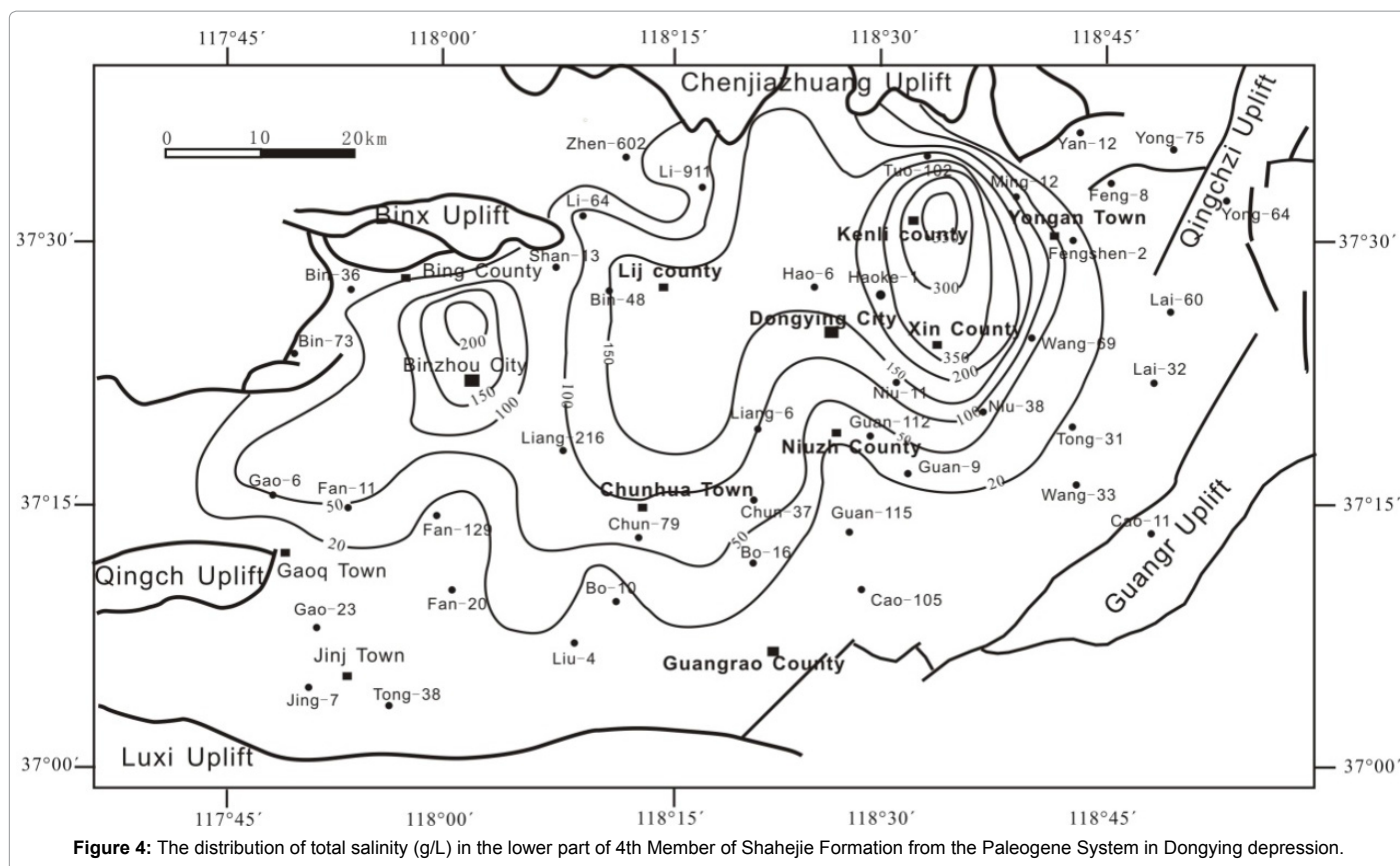 117°45′ 118°00′ 118°15′ 118°30′ 118°45′
Chenjiazhuang Uplift
0 10 20km
Qingchzi Uplift
Zhen-602
Yan-12
Yong-75
Tuo-102
Li-911
Ming-12
Feng-8
Li-64
Yong-64
Binx Uplift
Yongan Town
Kenli county
350
37°30′ 37°30′
Fengshen-2
Shan-13
Bin-36
Bing County
Lij county
Hao-6
Haoke-1
300
Bin-48
Lai-60
Dongying City
Xin County
200
Bin-73
Wang-69
150
350
Binzhou City
150
200
Lai-32
150
100
100
Niu-11
Liang-6
100
Niu-38
Guan-112
50
Liang-216
Niuzh County
Tong-31
Guan-9
Gao-6
Fan-11
20
Chunhua Town
Wang-33
37°15′ 37°15′
50
Fan-129
Chun-79
Chun-37
Guan-115
Cao-11
20
50
Guangr Uplift
Bo-16
Qingch Uplift
Gaoq Town
Fan-20
Bo-10
Cao-105
Gao-23
Liu-4
Jinj Town
Guangrao County
Jing-7
Tong-38
Luxi Uplift
37°00′ 37°00′
117°45′ 118°00′ 118°15′ 118°30′ 118°45′
Figure 4: The distribution of total salinity (g/L) in the lower part of 4th Member of Shahejie Formation from the Paleogene System in Dongying depression.